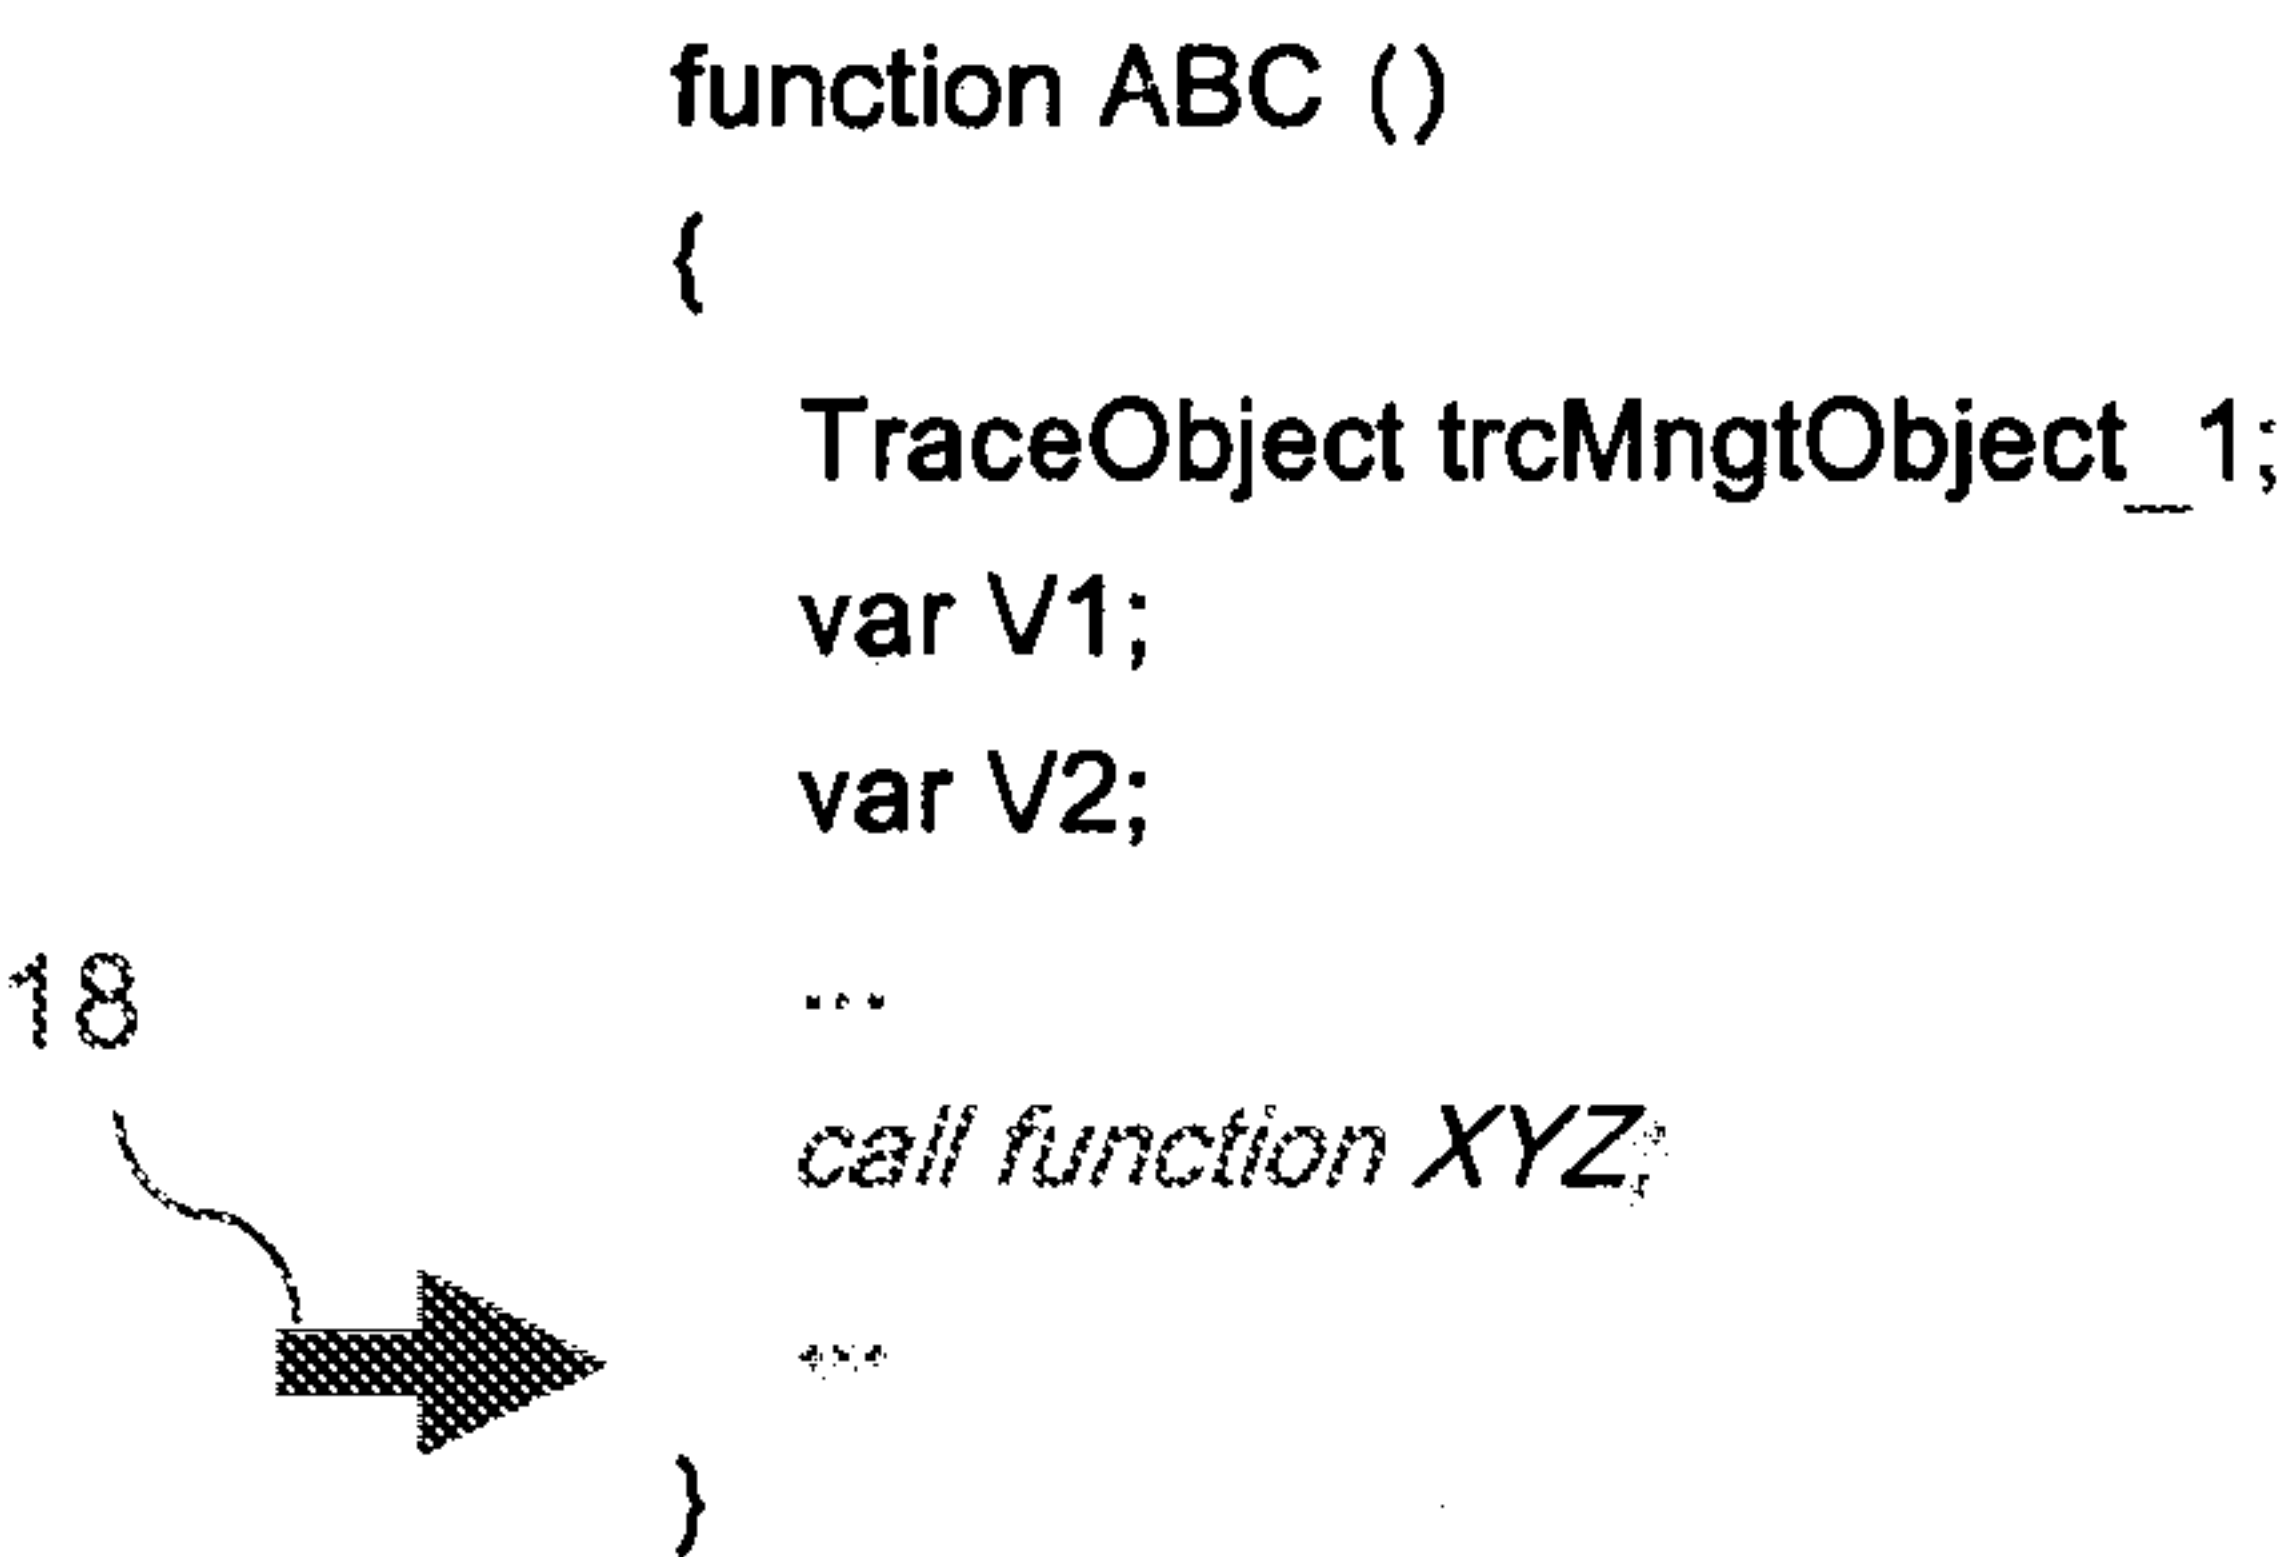 function ABC ()
{
TraceObject trcMngtObject_1;
var V1;
var V2;
...
18
call function XYZ;
...
}